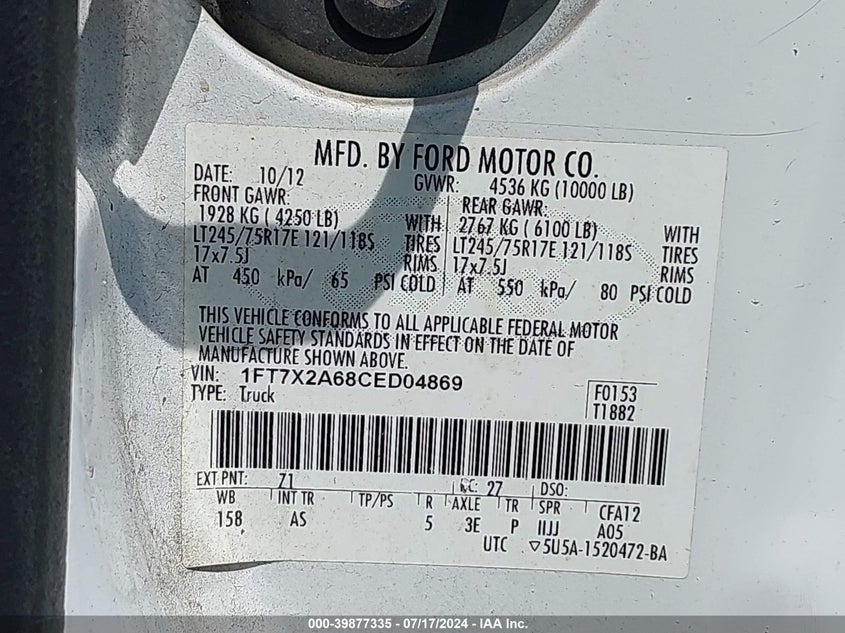 MFD. BY FORD MOTOR CO.
DATE: 10/12 GVWR: 4536 KG (10000 LB)
FRONT GAWR: REAR GAWR:
1928 KG ( 4250 LB) WITH 2767 KG ( 6100 LB) WITH
LT245/75R17E 121/118S TIRES LT245/75R17E 121/118S TIRES
17x7.5J RIMS 17x7.5J RIMS
AT 450 kPa/ 65 PSI COLD AT 550 kPa/ 80 PSI COLD
THIS VEHICLE CONFORMS TO ALL APPLICABLE FEDERAL MOTOR
VEHICLE SAFETY STANDARDS IN EFFECT ON THE DATE OF
MANUFACTURE SHOWN ABOVE.
VIN: 1FT7X2A68CED04869
TYPE: Truck
F0153
T1882
EXT PNT: Z1 RC: 27 DSO:
WB INT TR TP/PS R AXLE TR SPR CFA12
158 AS 5 3E P IIJJ A05
UTC ▽5U5A-1520472-BA
000-39877335 - 07/17/2024 - IAAI.com